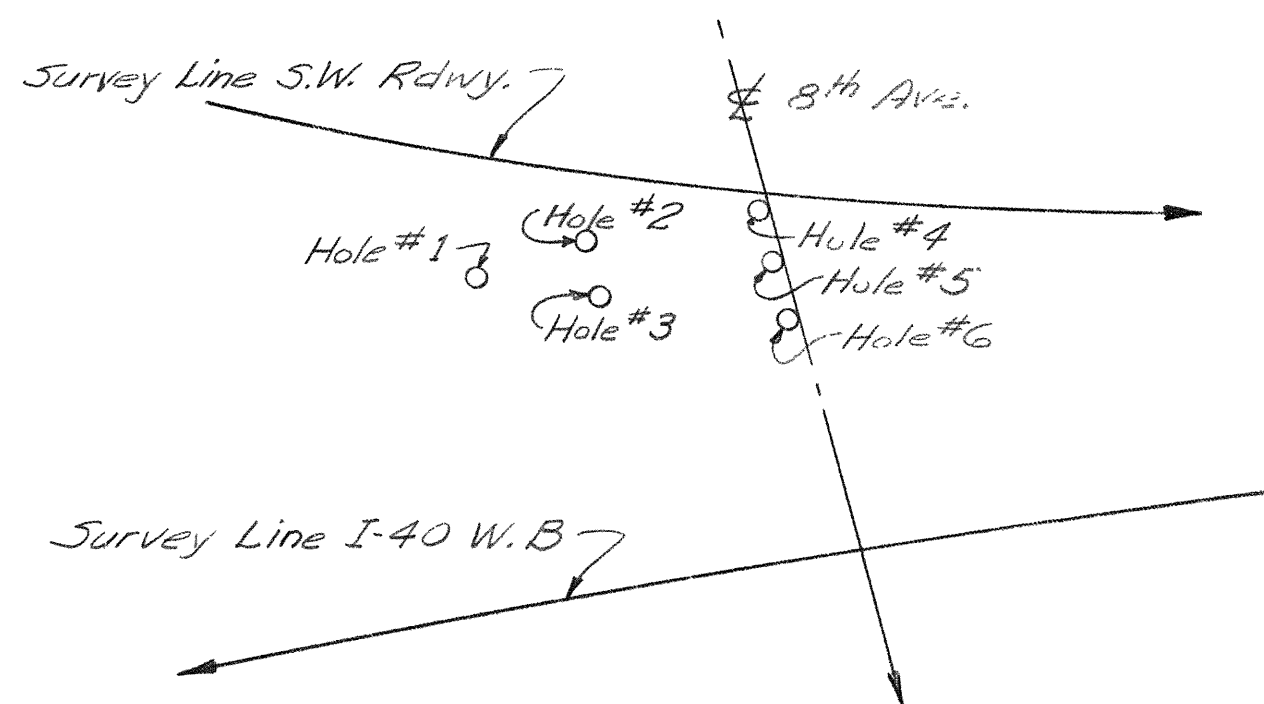 Survey Line S.W. Rdwy.
℄ 8th Ave.
Hole #2
Hole #1
Hole #4
Hole #5
Hole #3
Hole #6
Survey Line I-40 W.B